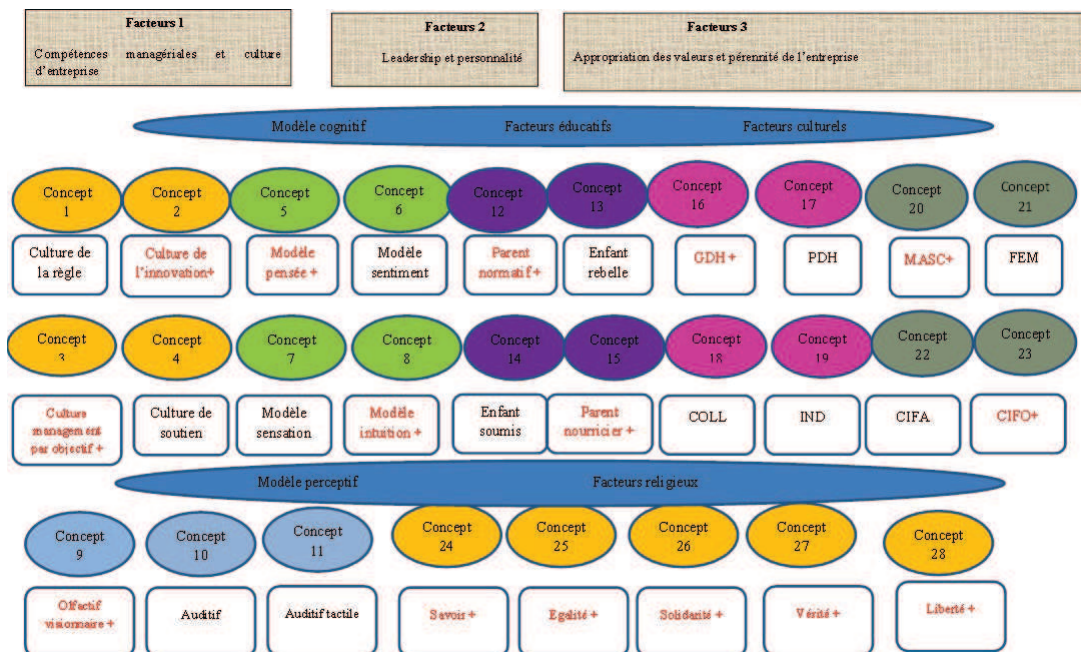 Facteurs 1
Compétences managériales et culture
d'entreprise
Facteurs 2
Leadership et personnalité
Facteurs 3
Appropriation des valeurs et pérennité de l'entreprise
Modèle cognitif
Facteurs éducatifs
Facteurs culturels
Concept
1
Concept
2
Concept
5
Concept
6
Concept
12
Concept
13
Concept
16
Concept
17
Concept
20
Concept
21
Culture de
la règle
Culture de
l'innovation+
Modèle
pensée +
Modèle
sentiment
Parent
normatif +
Enfant
rebelle
GDH +
PDH
MASC+
FEM
Concept
3
Concept
4
Concept
7
Concept
8
Concept
14
Concept
15
Concept
18
Concept
19
Concept
22
Concept
23
Culture
management
par objectif +
Culture de
soutien
Modèle
sensation
Modèle
intuition +
Enfant
soumis
Parent
nourricier +
COLL
IND
CIFA
CIFO+
Modèle perceptif
Facteurs religieux
Concept
9
Concept
10
Concept
11
Concept
24
Concept
25
Concept
26
Concept
27
Concept
28
Olfactif
visionnaire +
Auditif
Auditif tactile
Savoir +
Egalité +
Solidarité +
Vérité +
Liberté +